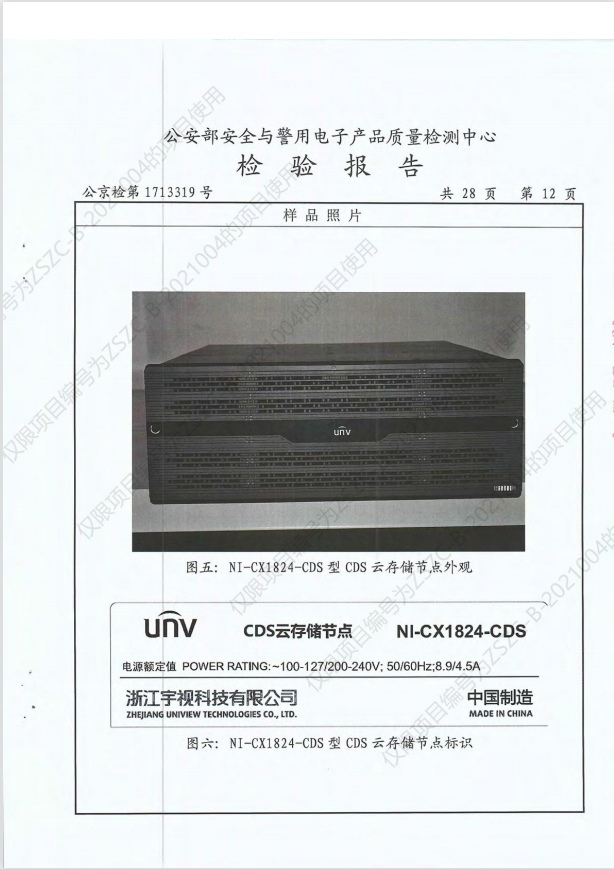 公安部安全与警用电子产品质量检测中心
检验报告
公京检第 1713319 号
共 28 页 第 12 页
样品照片
unv
图五：NI-CX1824-CDS 型 CDS 云存储节点外观
unv CDS云存储节点 NI-CX1824-CDS
电源额定值 POWER RATING:~100-127/200-240V; 50/60Hz;8.9/4.5A
浙江宇视科技有限公司 中国制造
ZHEJIANG UNIVIEW TECHNOLOGIES CO., LTD. MADE IN CHINA
图六：NI-CX1824-CDS 型 CDS 云存储节点标识
仅限项目编号为ZSZC-B-2021004的项目使用